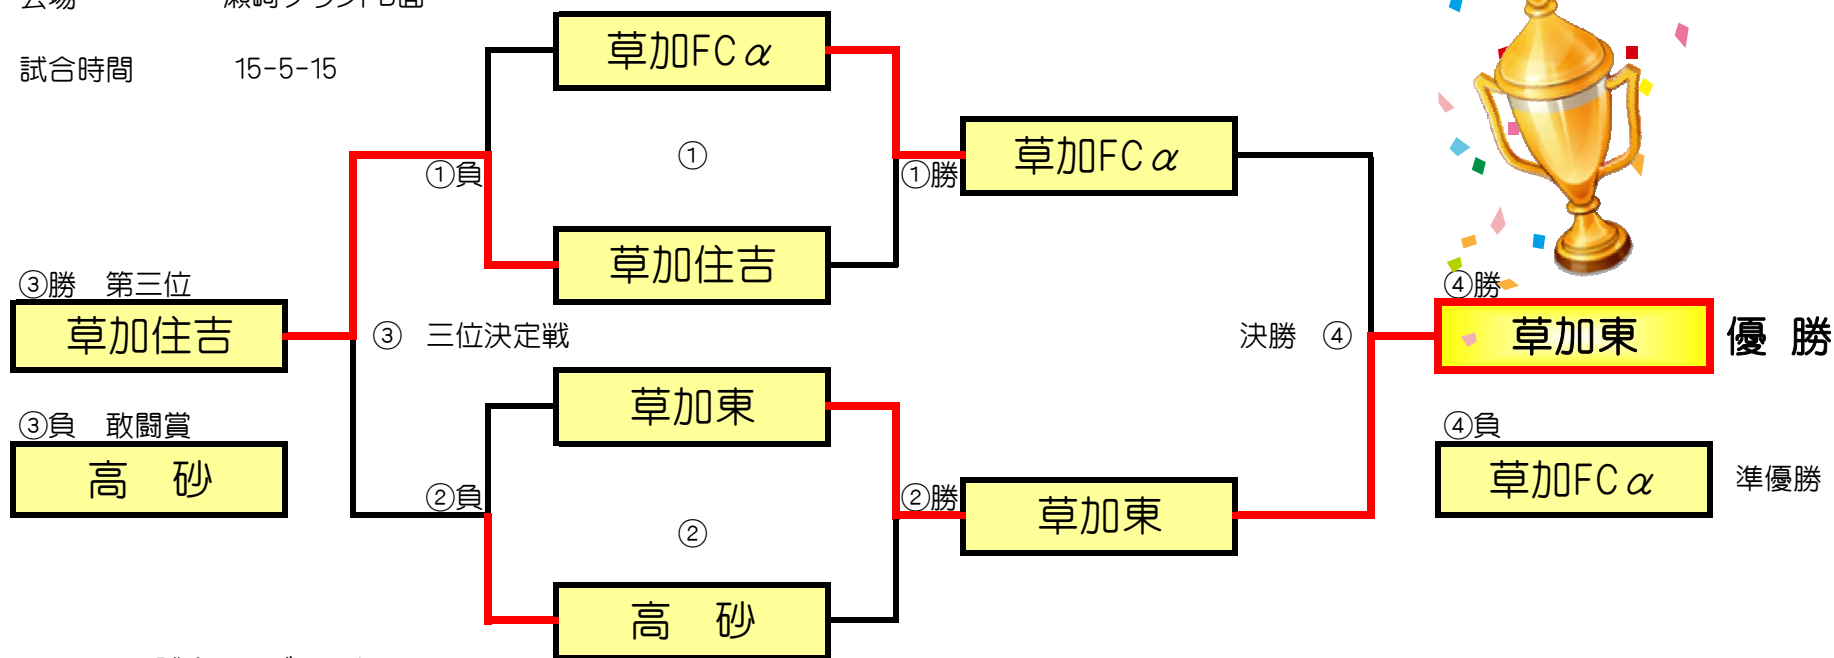 試合時間 15-5-15
草加FCα
①
①負
①勝
草加FCα
草加住吉
③勝 第三位
草加住吉
③ 三位決定戦
決勝 ④
④勝
草加東
優 勝
草加東
③負 敢闘賞
高 砂
④負
草加FCα
準優勝
②負
②勝
草加東
②
高 砂